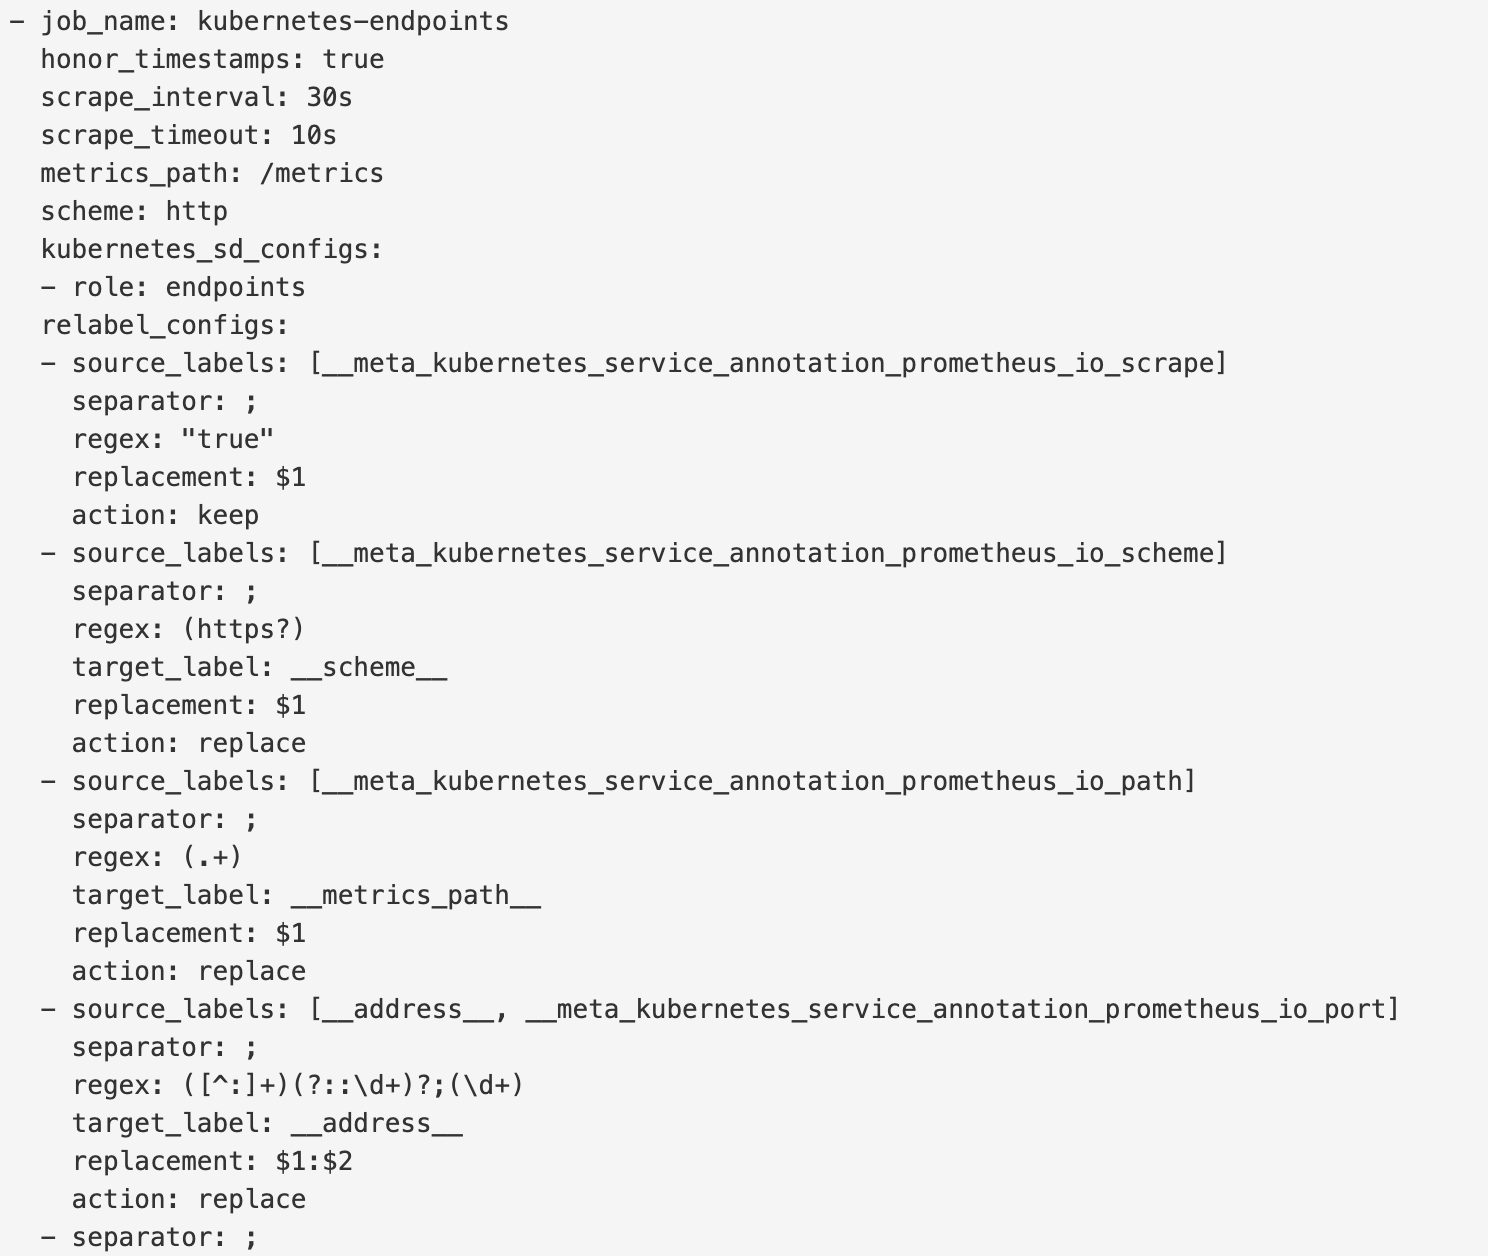 - job_name: kubernetes-endpoints
  honor_timestamps: true
  scrape_interval: 30s
  scrape_timeout: 10s
  metrics_path: /metrics
  scheme: http
  kubernetes_sd_configs:
  - role: endpoints
  relabel_configs:
  - source_labels: [__meta_kubernetes_service_annotation_prometheus_io_scrape]
    separator: ;
    regex: "true"
    replacement: $1
    action: keep
  - source_labels: [__meta_kubernetes_service_annotation_prometheus_io_scheme]
    separator: ;
    regex: (https?)
    target_label: __scheme__
    replacement: $1
    action: replace
  - source_labels: [__meta_kubernetes_service_annotation_prometheus_io_path]
    separator: ;
    regex: (.+)
    target_label: __metrics_path__
    replacement: $1
    action: replace
  - source_labels: [__address__, __meta_kubernetes_service_annotation_prometheus_io_port]
    separator: ;
    regex: ([^:]+)(?::\d+)?;(\d+)
    target_label: __address__
    replacement: $1:$2
    action: replace
  - separator: ;